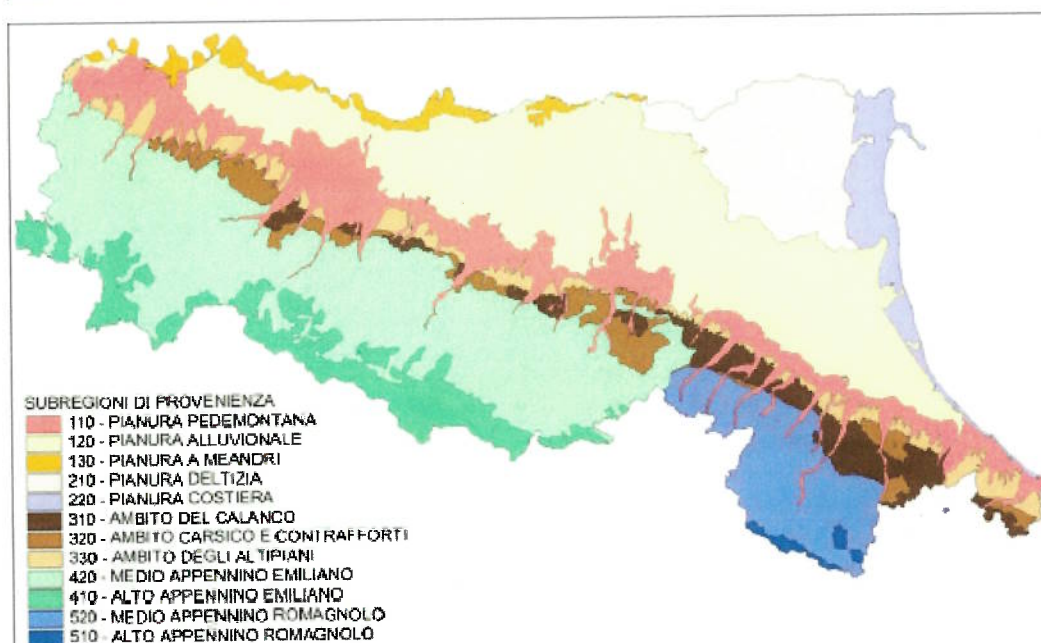 SUBREGIONI DI PROVENIENZA
110 - PIANURA PEDEMONTANA
120 - PIANURA ALLUVIONALE
130 - PIANURA A MEANDRI
210 - PIANURA DELTIZIA
220 - PIANURA COSTIERA
310 - AMBITO DEL CALANCO
320 - AMBITO CARSICO E CONTRAFFORTI
330 - AMBITO DEGLI ALTIPIANI
420 - MEDIO APPENNINO EMILIANO
410 - ALTO APPENNINO EMILIANO
520 - MEDIO APPENNINO ROMAGNOLO
510 - ALTO APPENNINO ROMAGNOLO